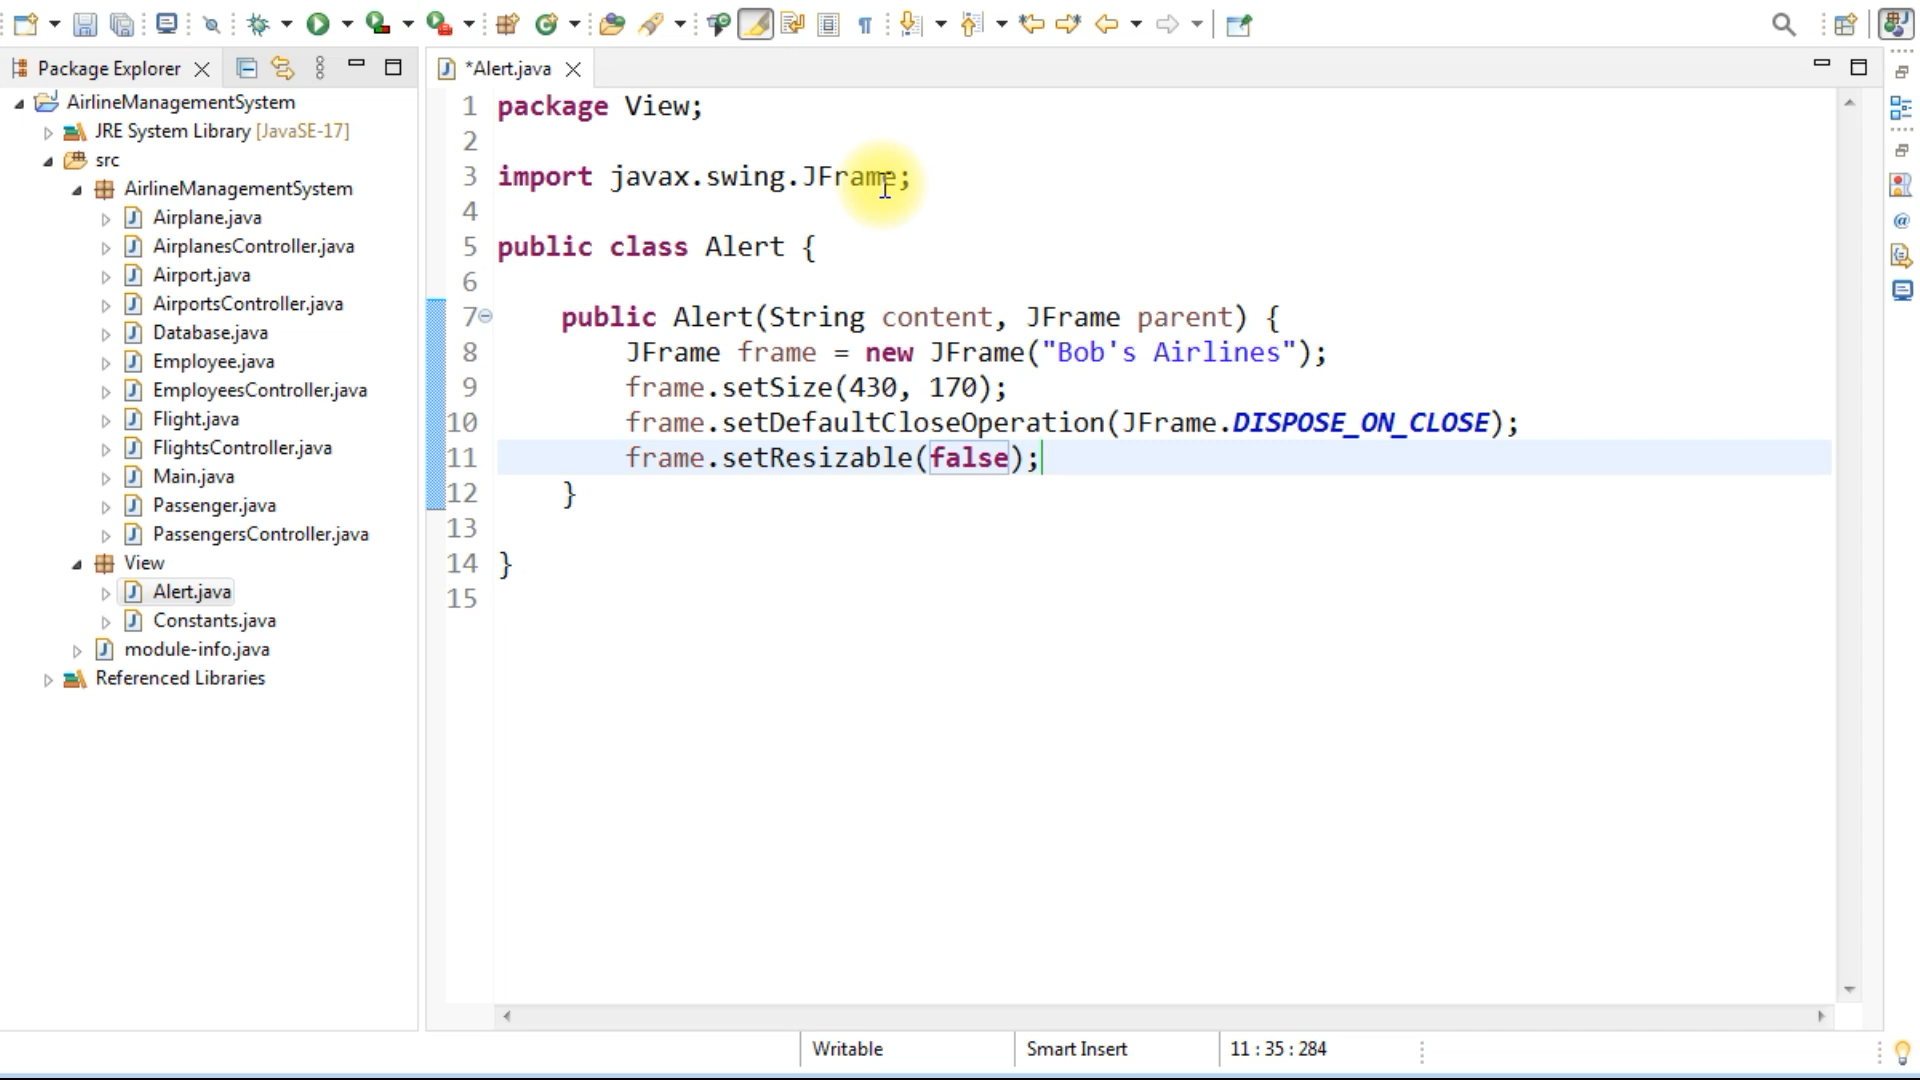 Package Explorer
*Alert.java
AirlineManagementSystem
JRE System Library [JavaSE-17]
src
AirlineManagementSystem
Airplane.java
AirplanesController.java
Airport.java
AirportsController.java
Database.java
Employee.java
EmployeesController.java
Flight.java
FlightsController.java
Main.java
Passenger.java
PassengersController.java
View
Alert.java
Constants.java
module-info.java
Referenced Libraries
1 package View;
2
3 import javax.swing.JFrame;
4
5 public class Alert {
6
7 public Alert(String content, JFrame parent) {
8 JFrame frame = new JFrame("Bob's Airlines");
9 frame.setSize(430, 170);
10 frame.setDefaultCloseOperation(JFrame.DISPOSE_ON_CLOSE);
11 frame.setResizable(false);
12 }
13
14 }
15
Writable Smart Insert 11 : 35 : 284